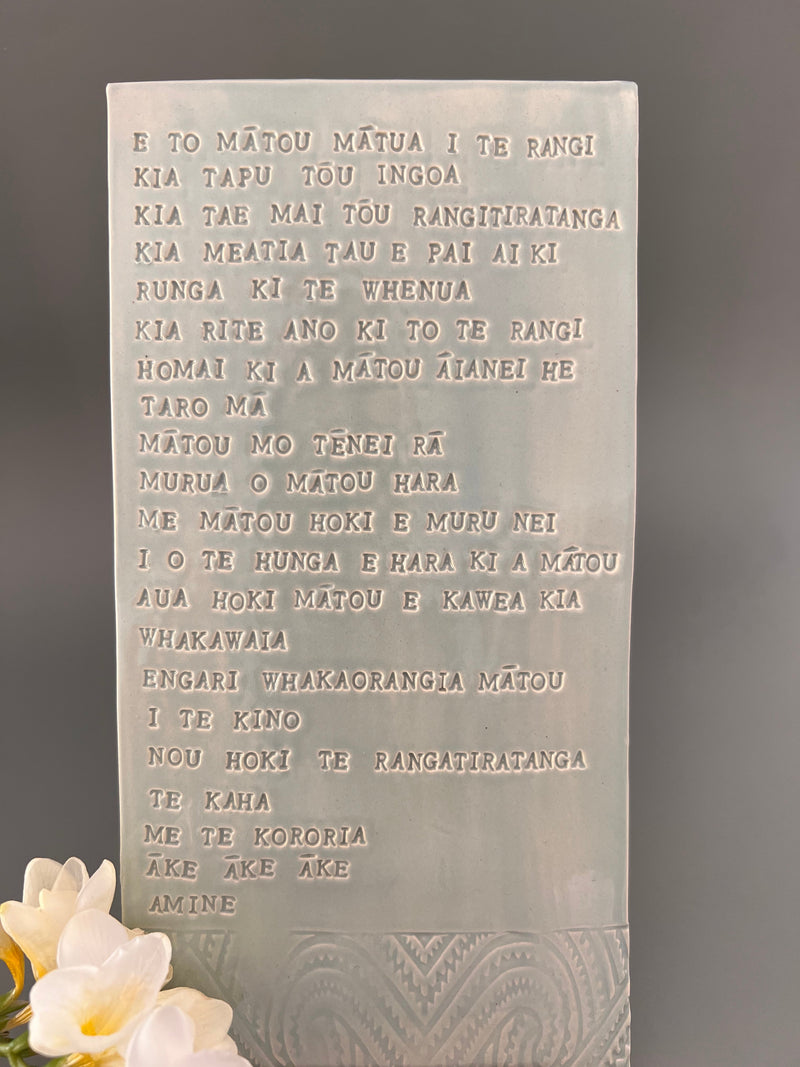 E TO MĀTOU MĀTUA I TE RANGI
KIA TAPU TŌU INGOA
KIA TAE MAI TŌU RANGITIRATANGA
KIA MEATIA TAU E PAI AI KI
RUNGA KI TE WHENUA
KIA RITE ANO KI TO TE RANGI
HOMAI KI A MĀTOU ĀIANEI HE
TARO MĀ
MĀTOU MO TĒNEI RĀ
MURUA O MĀTOU HARA
ME MĀTOU HOKI E MURU NEI
I O TE HUNGA E HARA KI A MĀTOU
AUA HOKI MĀTOU E KAWEA KIA
WHAKAWAIA
ENGARI WHAKAORANGIA MĀTOU
I TE KINO
NOU HOKI TE RANGATIRATANGA
TE KAHA
ME TE KORORIA
ĀKE ĀKE ĀKE
AMINE